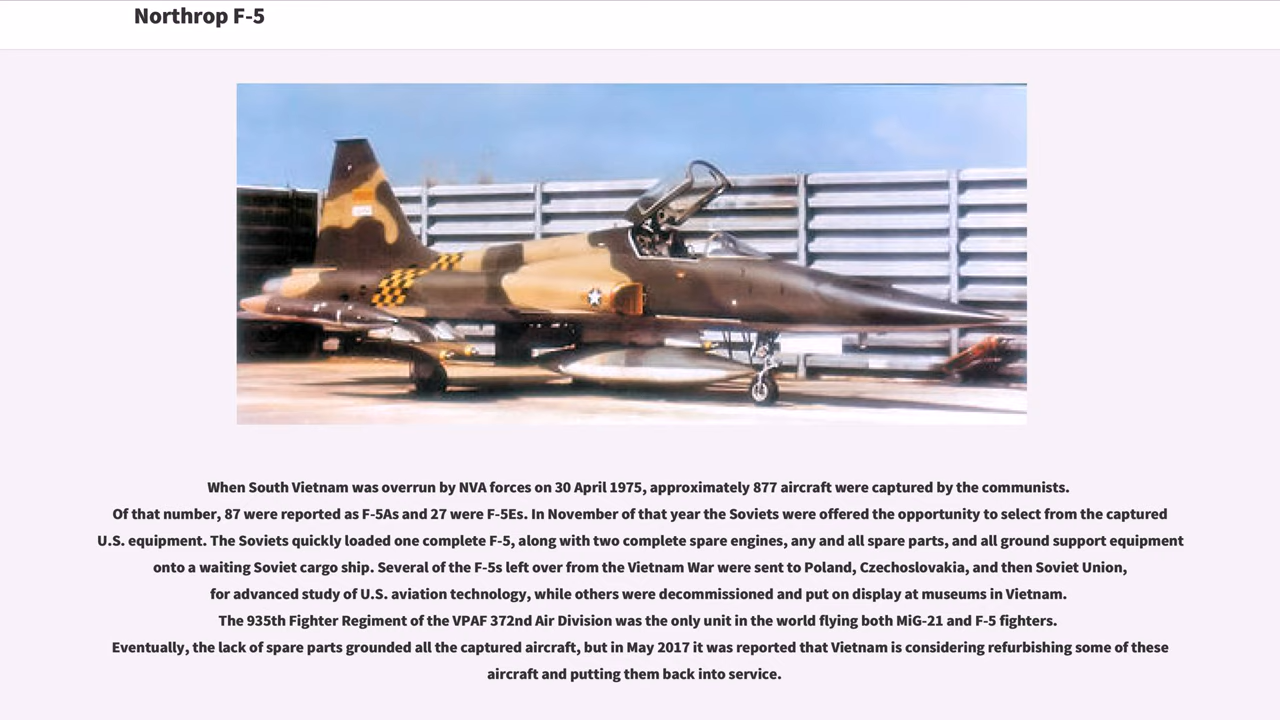 Northrop F-5
When South Vietnam was overrun by NVA forces on 30 April 1975, approximately 877 aircraft were captured by the communists.
Of that number, 87 were reported as F-5As and 27 were F-5Es. In November of that year the Soviets were offered the opportunity to select from the captured
U.S. equipment. The Soviets quickly loaded one complete F-5, along with two complete spare engines, any and all spare parts, and all ground support equipment
onto a waiting Soviet cargo ship. Several of the F-5s left over from the Vietnam War were sent to Poland, Czechoslovakia, and then Soviet Union,
for advanced study of U.S. aviation technology, while others were decommissioned and put on display at museums in Vietnam.
The 935th Fighter Regiment of the VPAF 372nd Air Division was the only unit in the world flying both MiG-21 and F-5 fighters.
Eventually, the lack of spare parts grounded all the captured aircraft, but in May 2017 it was reported that Vietnam is considering refurbishing some of these
aircraft and putting them back into service.